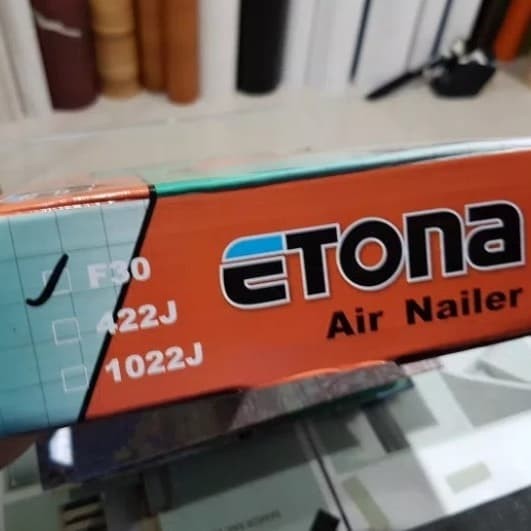 F30
422J
1022J
ETONA
Air Nailer